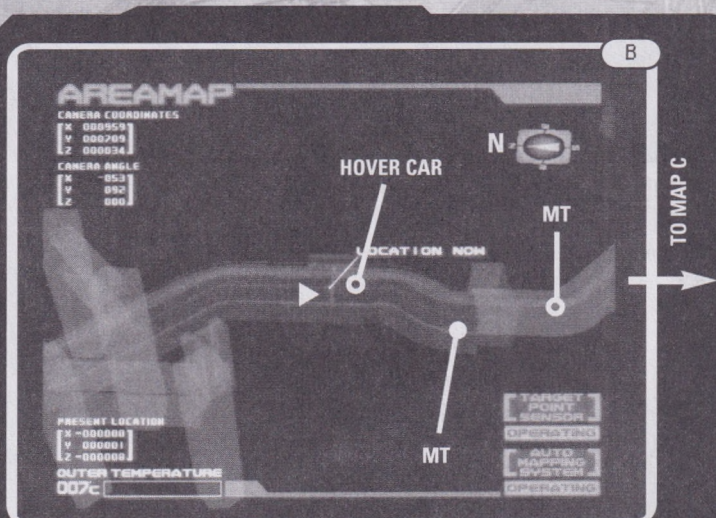 B
AREAMAP
CAMERA COORDINATES
X 000959
Y 000709
Z 000034
CAMERA ANGLE
X -053
Y 092
Z 000
N
HOVER CAR
MT
LOCATION NOW
TO MAP C
MT
PRESENT LOCATION
X -000000
Y 000001
Z -000000
OUTER TEMPERATURE
007c
TARGET
POINT
SENSOR
OPERATING
AUTO
MAPPING
SYSTEM
OPERATING